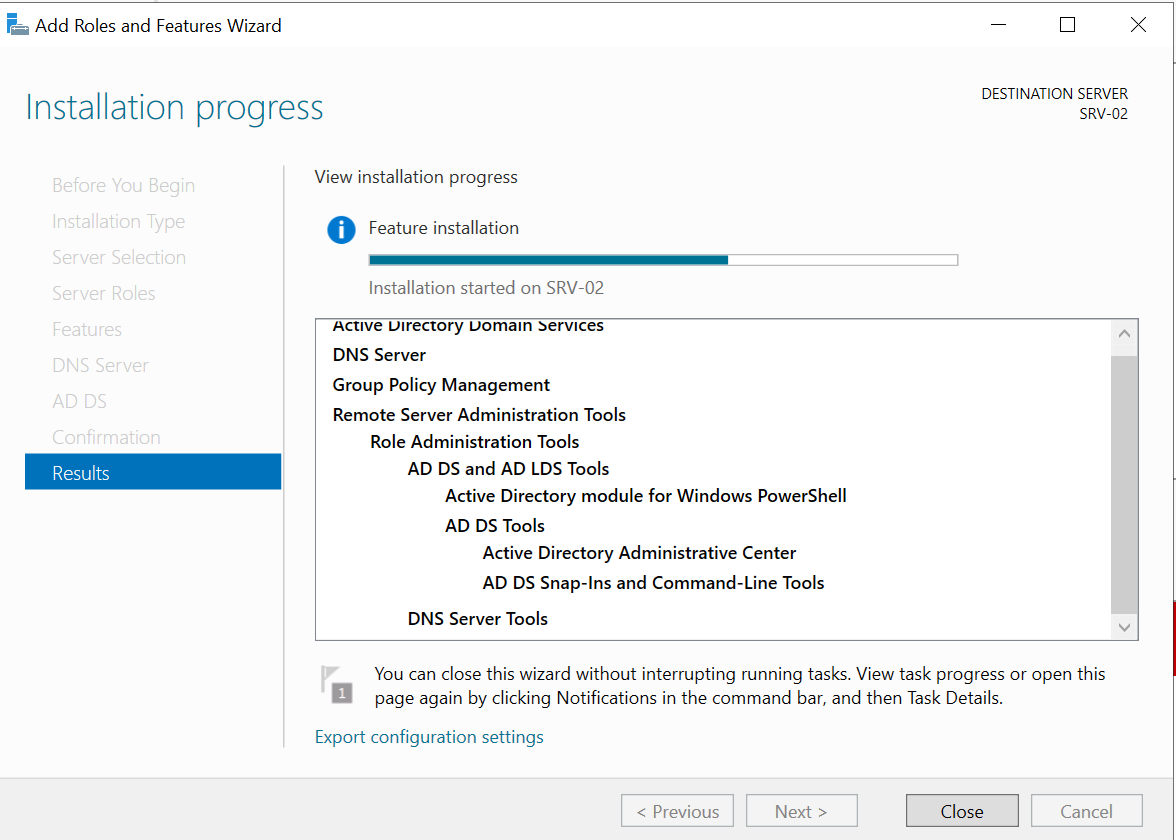 Add Roles and Features Wizard
Installation progress
DESTINATION SERVER
SRV-02
Before You Begin
Installation Type
Server Selection
Server Roles
Features
DNS Server
AD DS
Confirmation
Results
View installation progress
Feature installation
Installation started on SRV-02
Active Directory Domain Services
DNS Server
Group Policy Management
Remote Server Administration Tools
Role Administration Tools
AD DS and AD LDS Tools
Active Directory module for Windows PowerShell
AD DS Tools
Active Directory Administrative Center
AD DS Snap-Ins and Command-Line Tools
DNS Server Tools
1
You can close this wizard without interrupting running tasks. View task progress or open this
page again by clicking Notifications in the command bar, and then Task Details.
Export configuration settings
< Previous
Next >
Close
Cancel